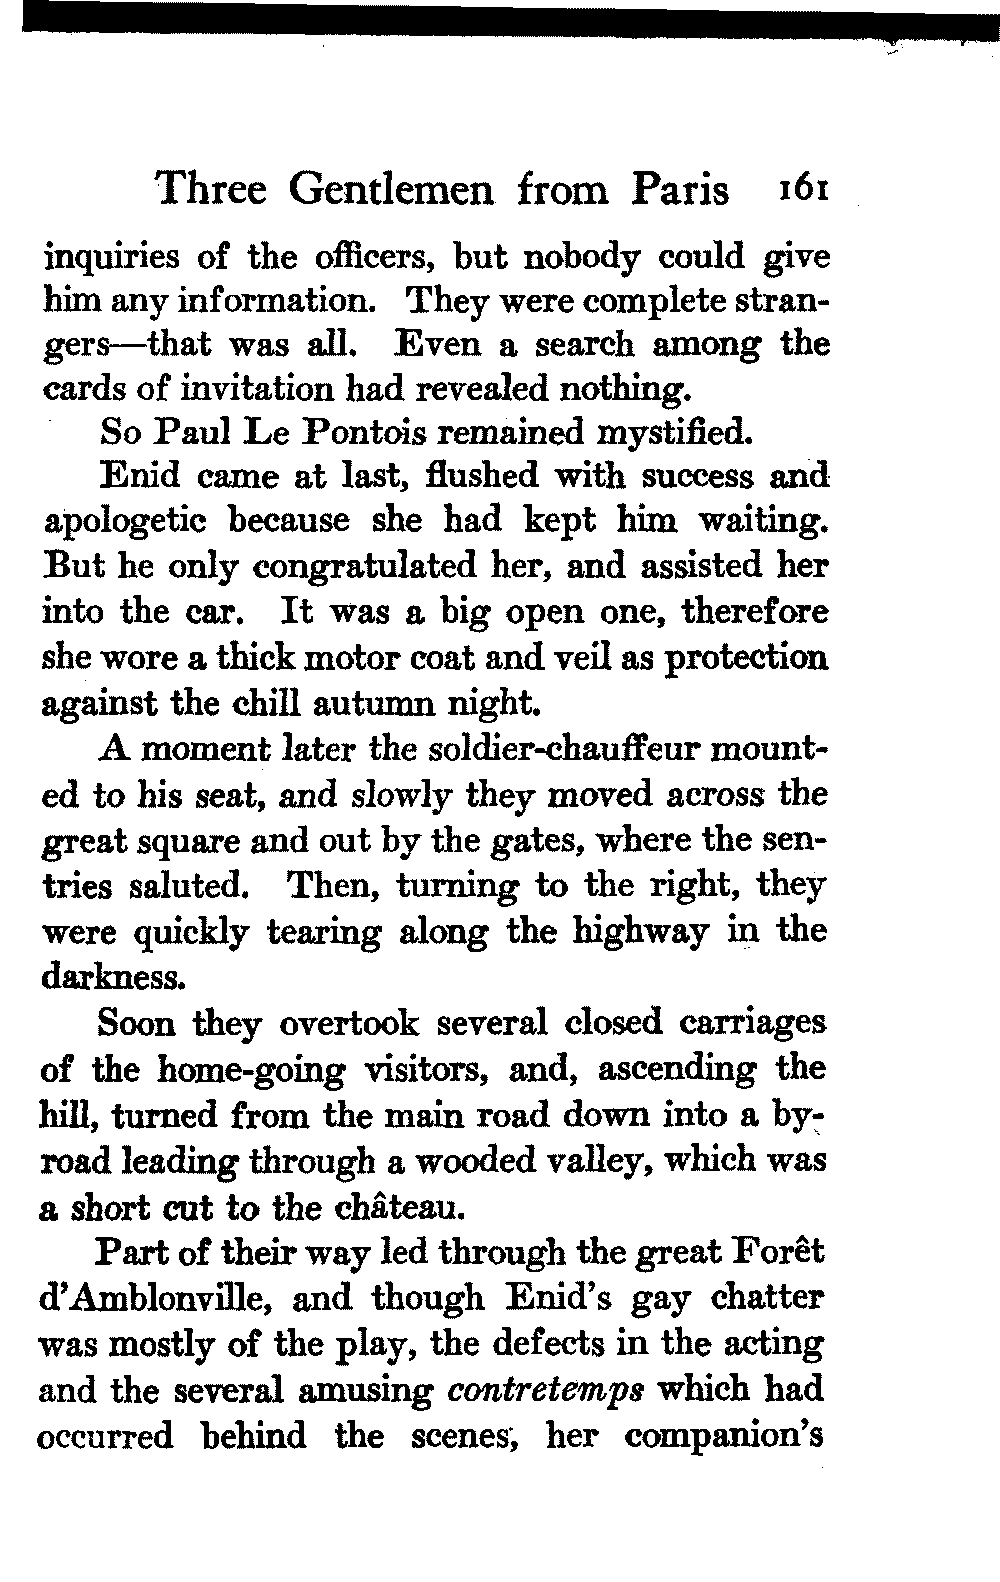 Three Gentlemen from Paris 161
inquiries of the officers, but nobody could give
him any information. They were complete stran-
gers—that was all. Even a search among the
cards of invitation had revealed nothing.
So Paul Le Pontois remained mystified.
Enid came at last, flushed with success and
apologetic because she had kept him waiting.
But he only congratulated her, and assisted her
into the car. It was a big open one, therefore
she wore a thick motor coat and veil as protection
against the chill autumn night.
A moment later the soldier-chauffeur mount-
ed to his seat, and slowly they moved across the
great square and out by the gates, where the sen-
tries saluted. Then, turning to the right, they
were quickly tearing along the highway in the
darkness.
Soon they overtook several closed carriages
of the home-going visitors, and, ascending the
hill, turned from the main road down into a by-
road leading through a wooded valley, which was
a short cut to the château.
Part of their way led through the great Forêt
d'Amblonville, and though Enid's gay chatter
was mostly of the play, the defects in the acting
and the several amusing contretemps which had
occurred behind the scenes, her companion's